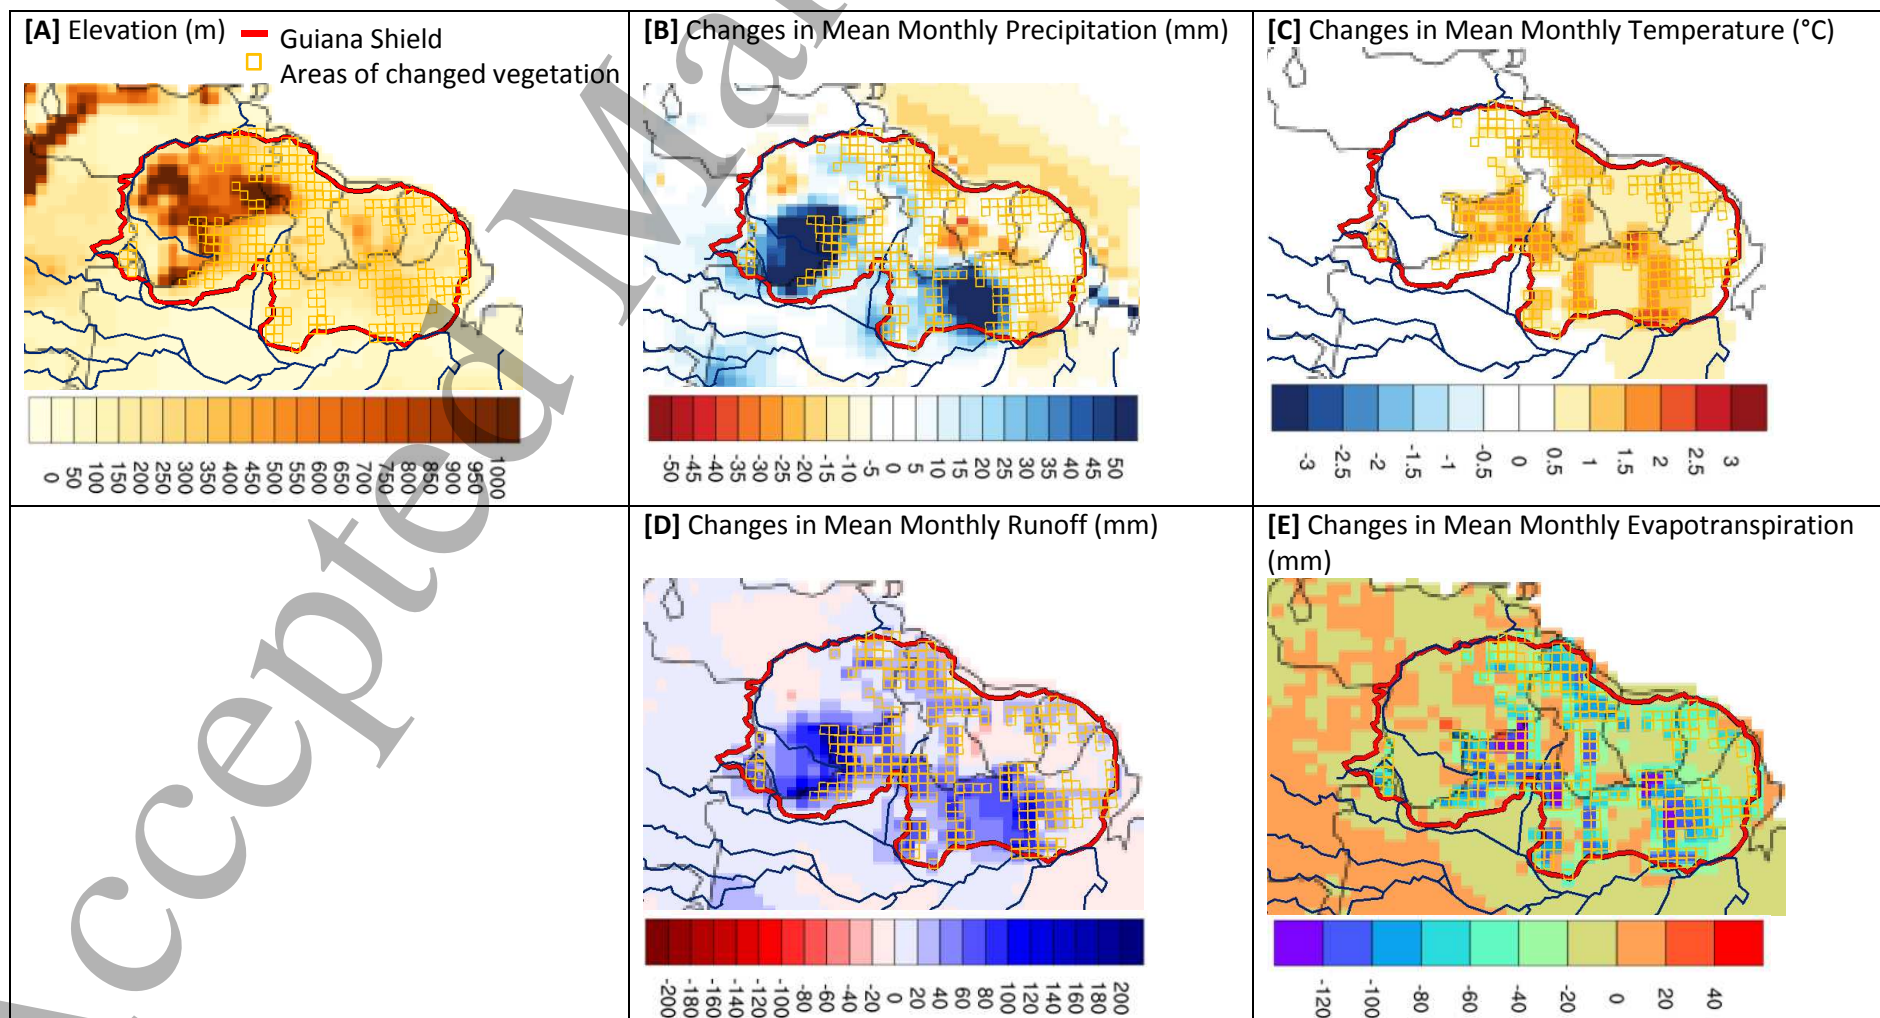 [A] Elevation (m)
Guiana Shield
Areas of changed vegetation
[B] Changes in Mean Monthly Precipitation (mm)
[C] Changes in Mean Monthly Temperature (°C)
0 50 100 150 200 250 300 350 400 450 500 550 600 650 700 750 800 850 900 950 1000
-50 -45 -40 -35 -30 -25 -20 -15 -10 -5 0 5 10 15 20 25 30 35 40 45 50
-3 -2.5 -2 -1.5 -1 -0.5 0 0.5 1 1.5 2 2.5 3
[D] Changes in Mean Monthly Runoff (mm)
[E] Changes in Mean Monthly Evapotranspiration
(mm)
-200 -180 -160 -140 -120 -100 -80 -60 -40 -20 0 20 40 60 80 100 120 140 160 180 200
-120 -100 -80 -60 -40 -20 0 20 40
Accepted Ma